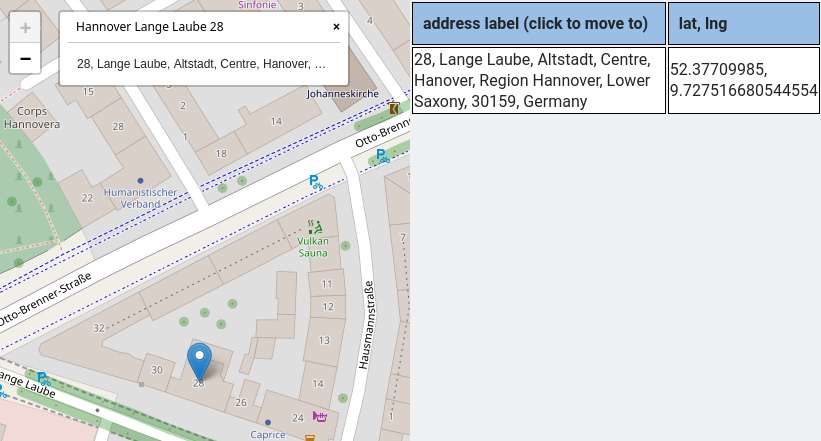 Sinfonie
+
−
Hannover Lange Laube 28
×
28, Lange Laube, Altstadt, Centre, Hanover, …
address label (click to move to)
lat, lng
28, Lange Laube, Altstadt, Centre,
Hanover, Region Hannover, Lower
Saxony, 30159, Germany
52.37709985,
9.727516680544554
15
Johanneskirche
2
Corps
Hannovera
28
14
1
18
Otto-Brenn
P
P
Humanistischer
Verband
22
Vulkan
Sauna
7
Otto-Brenner-Straße
11
12
Hausmannstraße
32
13
30
28
14
P
ange Laube
26
24
1
Caprice